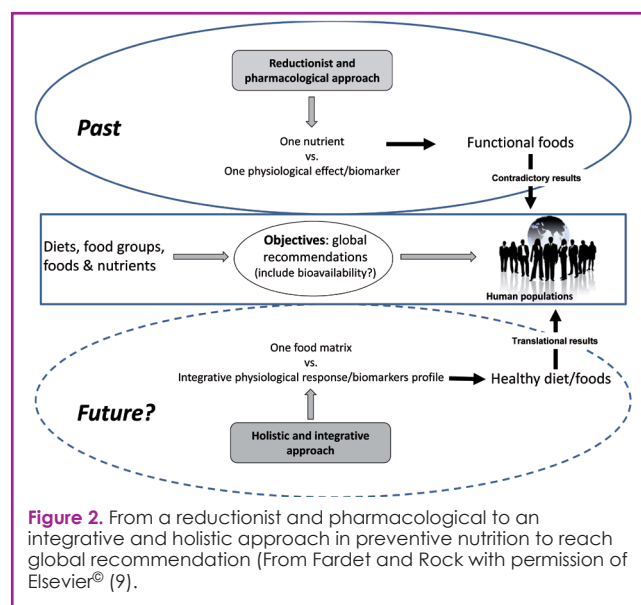 Reductionist and
pharmacological approach
Past
One nutrient
vs.
One physiological effect/biomarker
Functional foods
Contradictory results
Diets, food groups,
foods & nutrients
Objectives: global
recommendations
(include bioavailability?)
Human populations
Translational results
One food matrix
vs.
Integrative physiological response/biomarkers profile
Healthy diet/foods
Future?
Holistic and integrative
approach
Figure 2. From a reductionist and pharmacological to an
integrative and holistic approach in preventive nutrition to reach
global recommendation (From Fardet and Rock with permission of
Elsevier© (9).